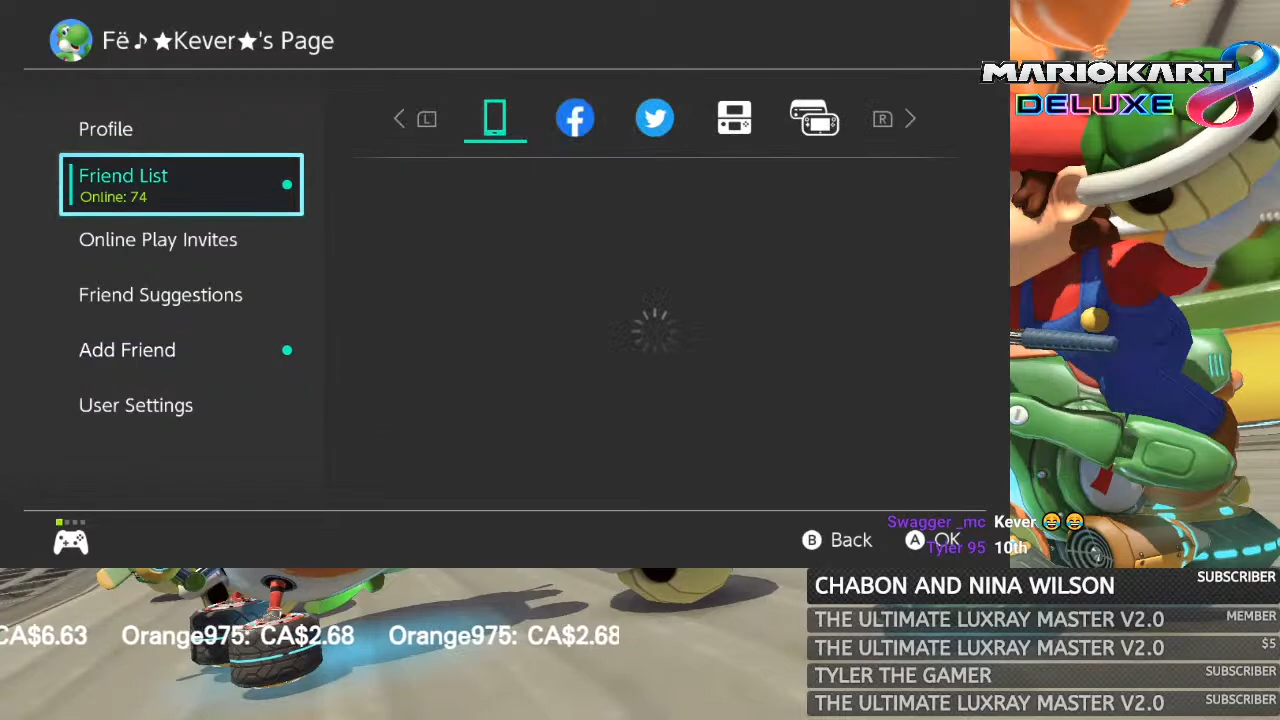 Fë♪★Kever★'s Page
MARIOKART 8
DELUXE
Profile
Friend List
Online: 74
Online Play Invites
Friend Suggestions
Add Friend
User Settings
L
R
B Back
A OK
Swagger _mc Kever 😂😂
Tyler 95 10th
CA$6.63 Orange975: CA$2.68 Orange975: CA$2.68
CHABON AND NINA WILSON SUBSCRIBER
THE ULTIMATE LUXRAY MASTER V2.0 MEMBER
THE ULTIMATE LUXRAY MASTER V2.0 $5
TYLER THE GAMER SUBSCRIBER
THE ULTIMATE LUXRAY MASTER V2.0 SUBSCRIBER